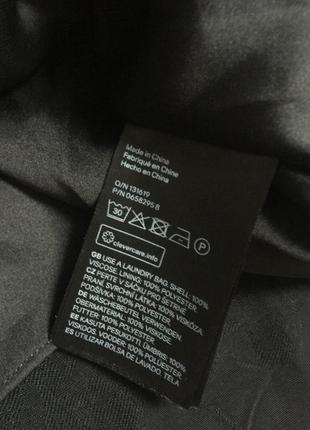 Made in China
Fabriqué en Chine
Hecho en China
O/N 131619
P/N 0658295 8
30
P
clevercare.info
GB USE A LAUNDRY BAG. SHELL: 100%
VISCOSE. LINING: 100% POLYESTER.
CZ PERTE V SÁČKU PRO ŠETRNÉ
PRANÍ. SVRCHNÍ LÁTKA: 100% VISKÓZA.
PODŠÍVKA: 100% POLYESTER
DE WÄSCHEBEUTEL VERWENDEN.
OBERMATERIAL: 100% VISKOSE.
FUTTER: 100% POLYESTER
EE KASUTA PESUKOTTI. ÜMBRIS: 100%
VISKOOS. VOODER: 100% POLÜESTER
ES UTILIZAR BOLSA DE LAVADO. TELA